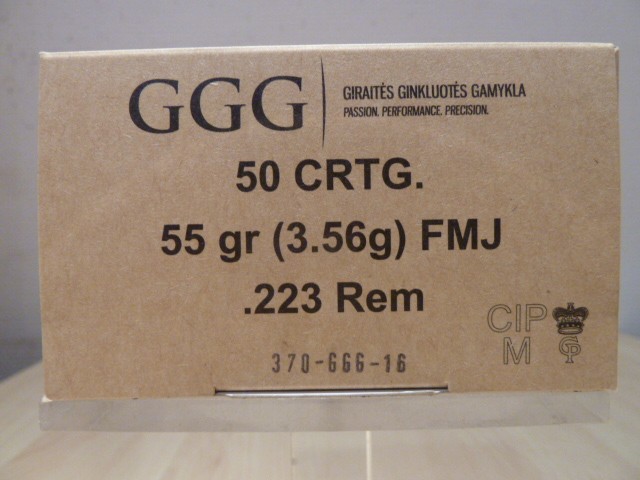 GGG
GIRAITĖS GINKLUOTĖS GAMYKLA
PASSION. PERFORMANCE. PRECISION.
50 CRTG.
55 gr (3.56g) FMJ
.223 Rem
CIP
M
GP
370-GGG-16